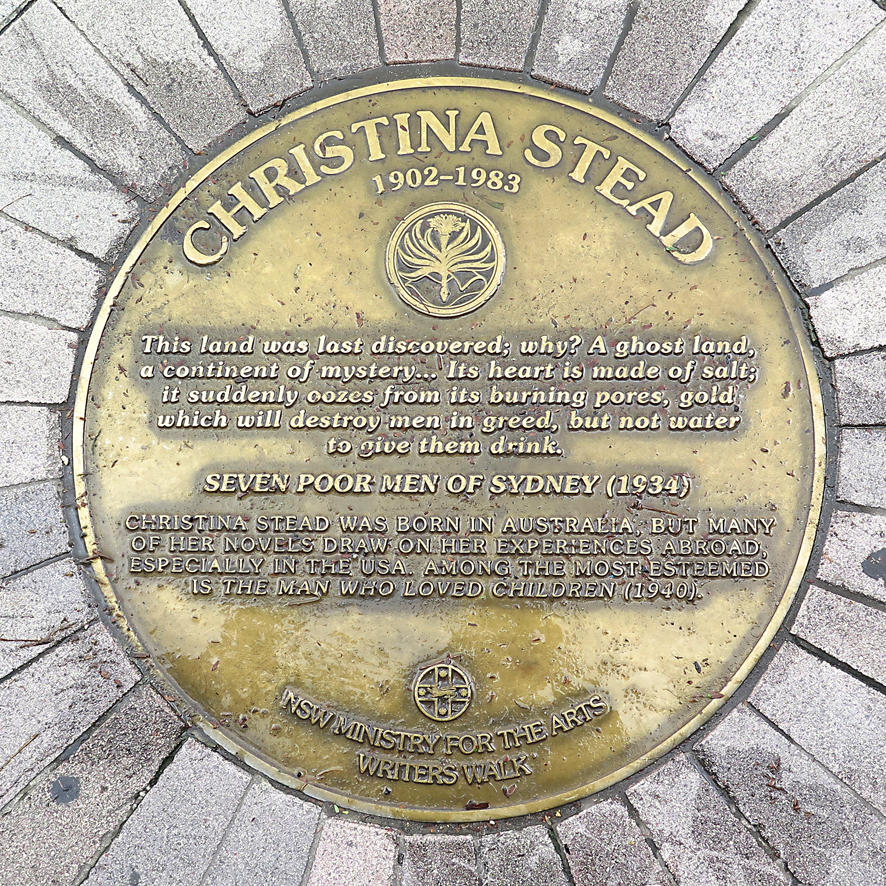 CHRISTINA STEAD
1902–1983
This land was last discovered; why? A ghost land,
a continent of mystery... Its heart is made of salt;
it suddenly oozes from its burning pores, gold
which will destroy men in greed, but not water
to give them drink.
SEVEN POOR MEN OF SYDNEY (1934)
CHRISTINA STEAD WAS BORN IN AUSTRALIA, BUT MANY
OF HER NOVELS DRAW ON HER EXPERIENCES ABROAD,
ESPECIALLY IN THE USA. AMONG THE MOST ESTEEMED
IS THE MAN WHO LOVED CHILDREN (1940).
NSW MINISTRY FOR THE ARTS
WRITERS WALK